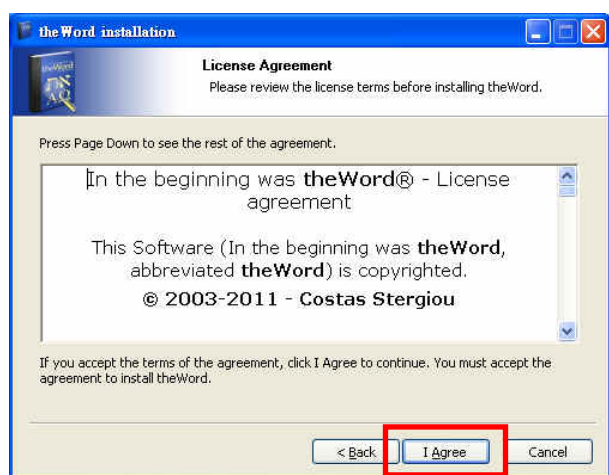 theWord installation
License Agreement
Please review the license terms before installing theWord.
theWord
Press Page Down to see the rest of the agreement.
In the beginning was theWord® - License
agreement
This Software (In the beginning was theWord,
abbreviated theWord) is copyrighted.
© 2003-2011 - Costas Stergiou
If you accept the terms of the agreement, click I Agree to continue. You must accept the
agreement to install theWord.
< Back
I Agree
Cancel